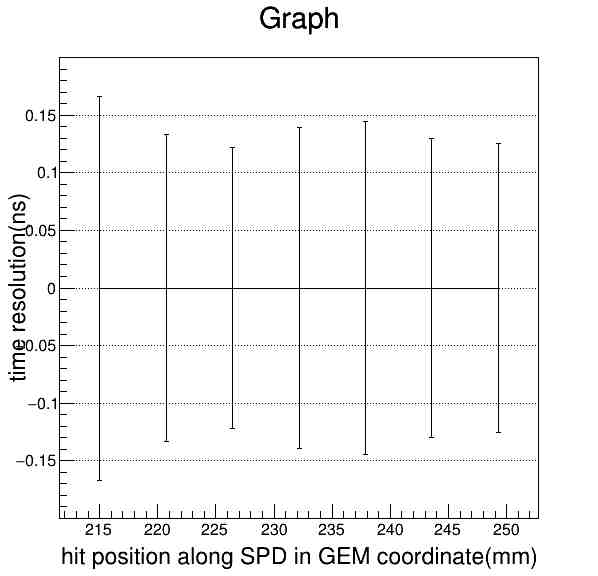 Graph
time resolution(ns)
0.15
0.1
0.05
0
−0.05
−0.1
−0.15
215 220 225 230 235 240 245 250
hit position along SPD in GEM coordinate(mm)